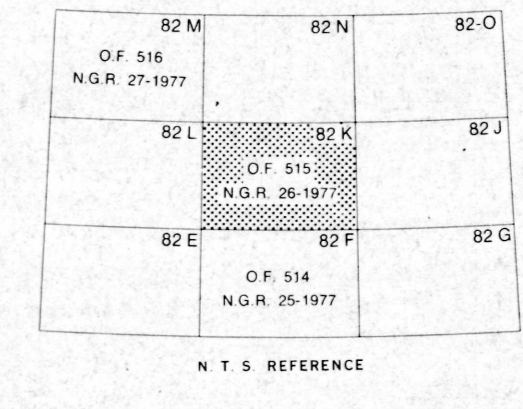 82 M 82 N 82-O
O.F. 516
N.G.R. 27-1977
82 L 82 K 82 J
O.F. 515
N.G.R. 26-1977
82 E 82 F 82 G
O.F. 514
N.G.R. 25-1977
N. T. S. REFERENCE